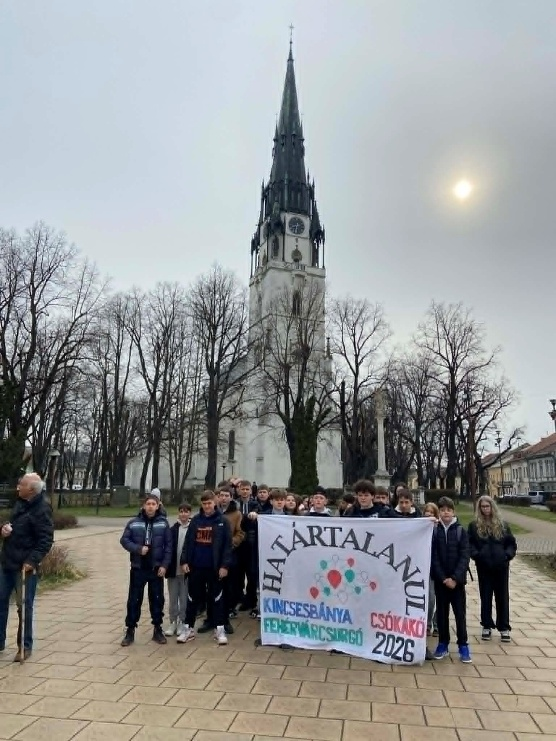 HATÁRTALANUL
KINCSESBÁNYA
CSÓKAKŐ
FEHÉRVÁRCSURGÓ
2026